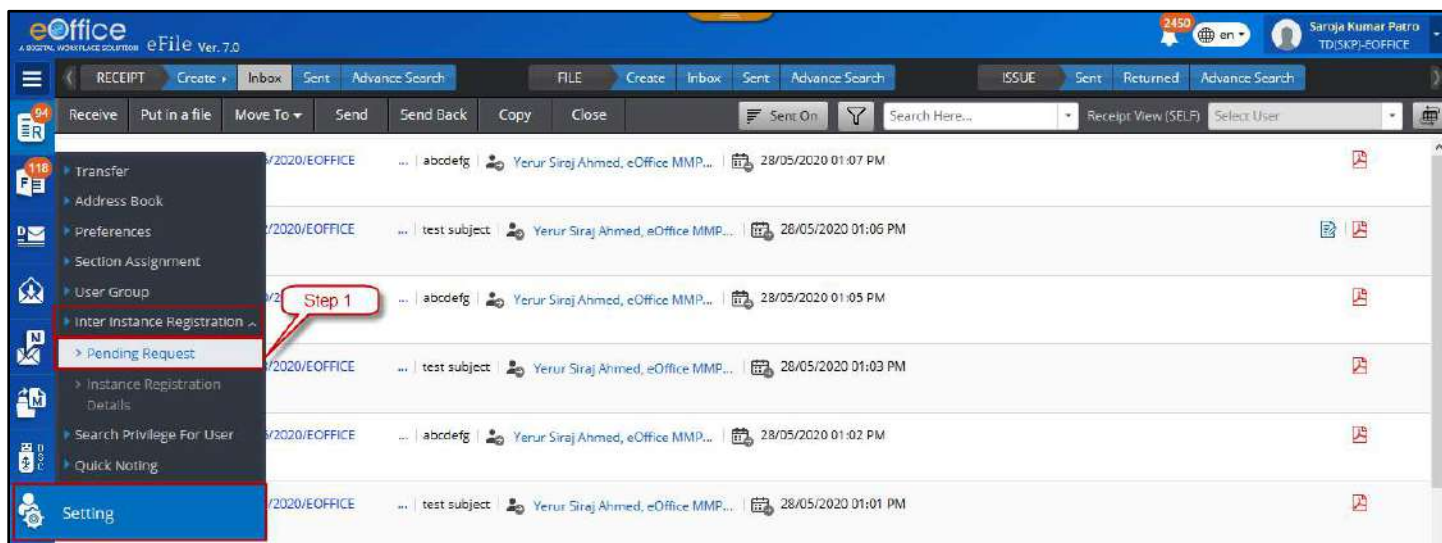 eOffice
A DIGITAL WORKPLACE SOLUTION eFile Ver. 7.0
2450
en
Saroja Kumar Patro
TD(SKP)-EOFFICE
RECEIPT Create Inbox Sent Advance Search FILE Create Inbox Sent Advance Search ISSUE Sent Returned Advance Search
94
R
Receive Put in a file Move To Send Send Back Copy Close Sent On Search Here... Receipt View (SELF) Select User
118
F
Transfer
/2020/EOFFICE ... abcdefg Yerur Siraj Ahmed, eOffice MMP... 28/05/2020 01:07 PM
Address Book
D
Preferences
/2020/EOFFICE ... test subject Yerur Siraj Ahmed, eOffice MMP... 28/05/2020 01:06 PM
Section Assignment
User Group
Step 1
... abcdefg Yerur Siraj Ahmed, eOffice MMP... 28/05/2020 01:05 PM
Inter Instance Registration
N
> Pending Request
/2020/EOFFICE ... test subject Yerur Siraj Ahmed, eOffice MMP... 28/05/2020 01:03 PM
> Instance Registration
Details
M
Search Privilege For User
/2020/EOFFICE ... abcdefg Yerur Siraj Ahmed, eOffice MMP... 28/05/2020 01:02 PM
DSC
Quick Noting
Setting
/2020/EOFFICE ... test subject Yerur Siraj Ahmed, eOffice MMP... 28/05/2020 01:01 PM